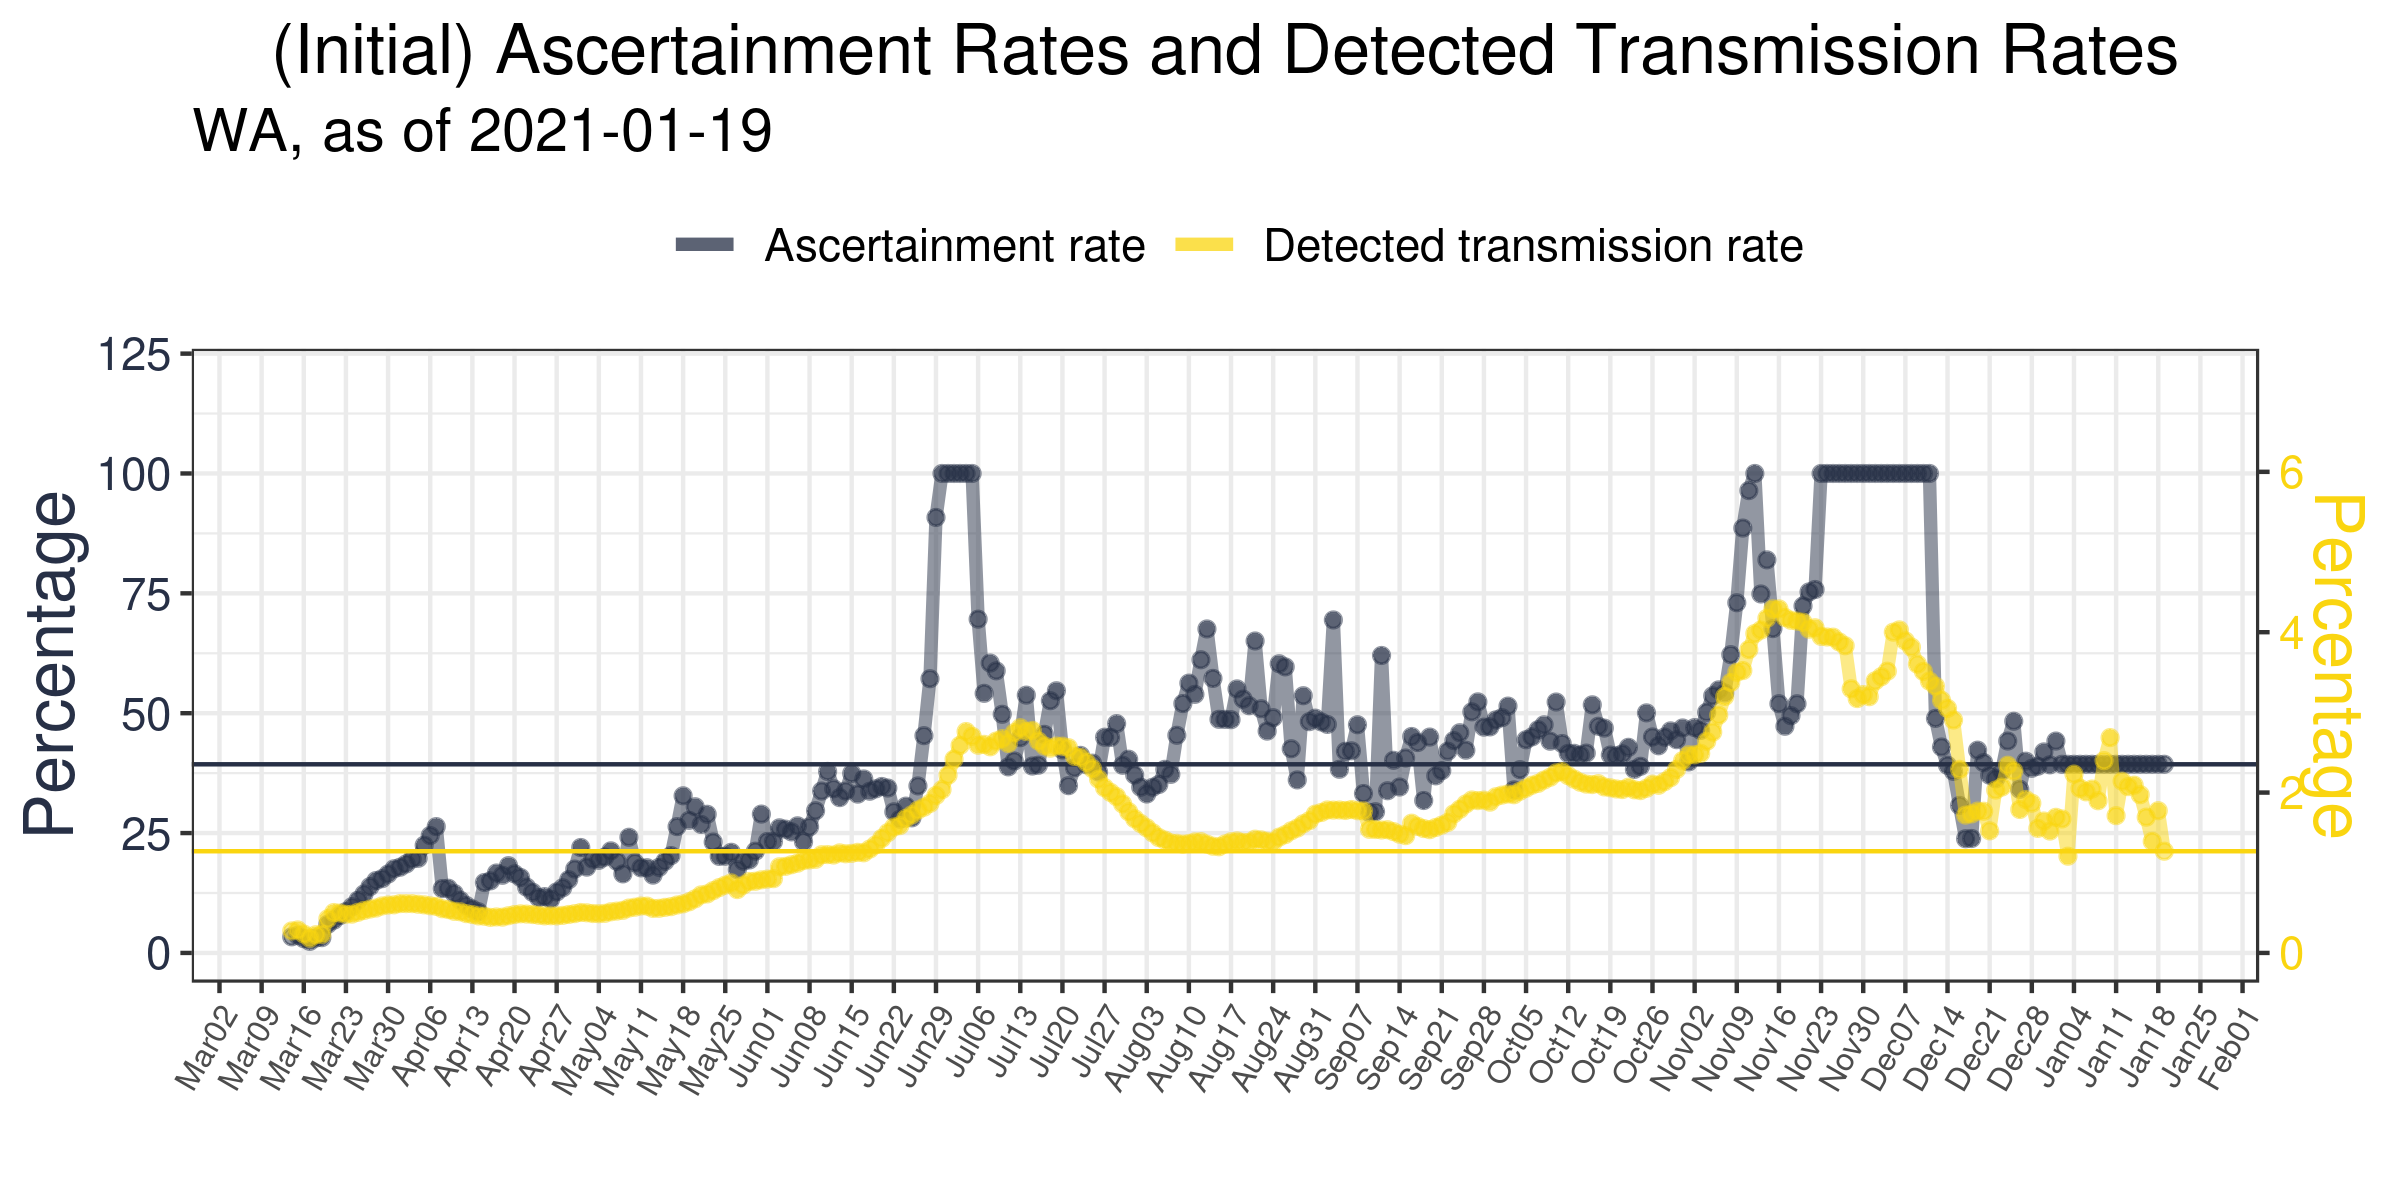 (Initial) Ascertainment Rates and Detected Transmission Rates
WA, as of 2021-01-19
Ascertainment rate
Detected transmission rate
Percentage
125
100
75
50
25
0
6
4
2
0
Percentage
Mar02
Mar09
Mar16
Mar23
Mar30
Apr06
Apr13
Apr20
Apr27
May04
May11
May18
May25
Jun01
Jun08
Jun15
Jun22
Jun29
Jul06
Jul13
Jul20
Jul27
Aug03
Aug10
Aug17
Aug24
Aug31
Sep07
Sep14
Sep21
Sep28
Oct05
Oct12
Oct19
Oct26
Nov02
Nov09
Nov16
Nov23
Nov30
Dec07
Dec14
Dec21
Dec28
Jan04
Jan11
Jan18
Jan25
Feb01